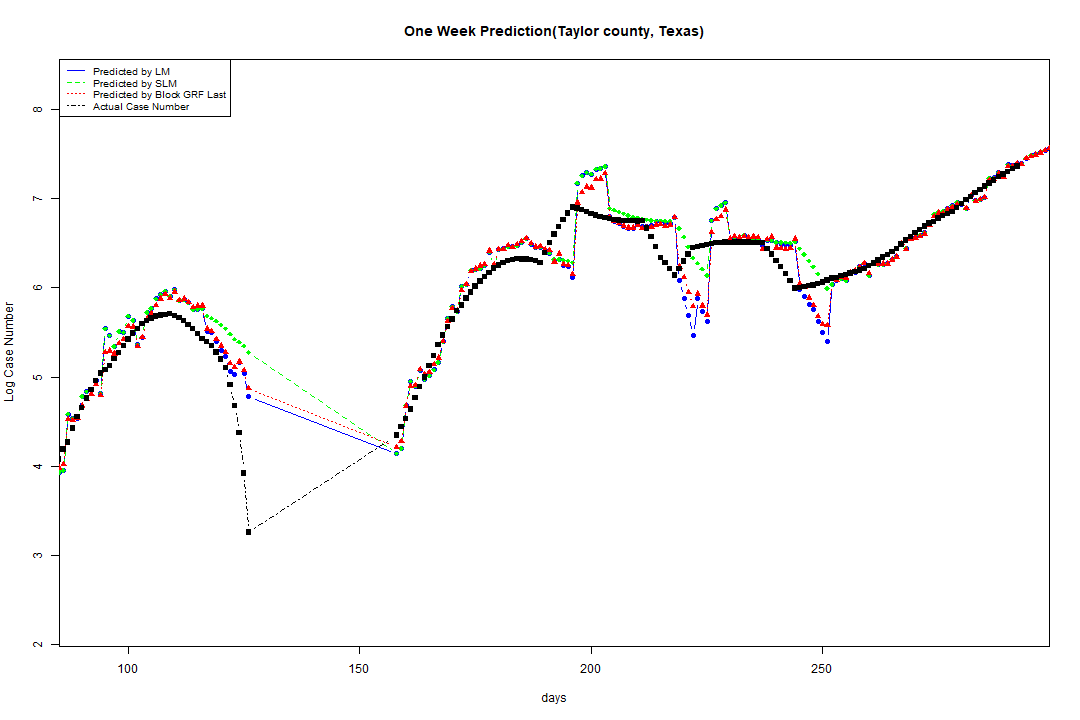 One Week Prediction(Taylor county, Texas)
Predicted by LM
Predicted by SLM
Predicted by Block GRF Last
Actual Case Number
8
7
6
5
4
3
2
Log Case Number
100 150 200 250
days